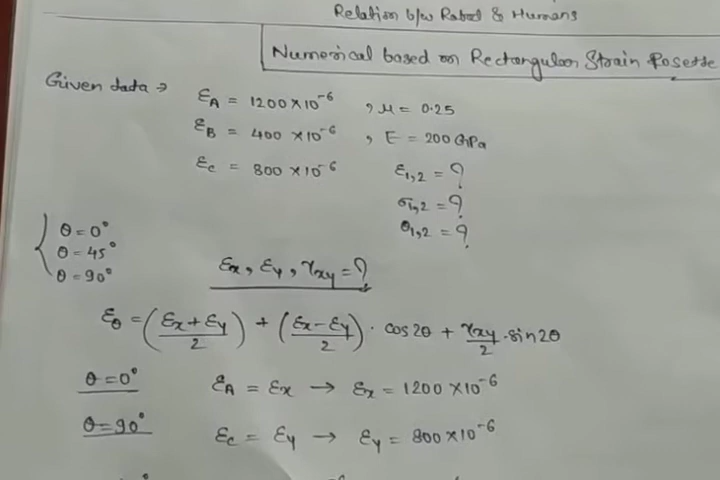 Relation b/w Robot & Humans
Numerical based on Rectangular Strain Rosette
Given data → εA = 1200 × 10⁻⁶ , μ = 0.25
εB = 400 × 10⁻⁶ , E = 200 GPa
εc = 800 × 10⁻⁶ ε1,2 = ?
σ1,2 = ?
θ1,2 = ?
θ = 0°
θ = 45°
θ = 90°
εx, εy, γxy = ?
εθ = (εx + εy / 2) + (εx - εy / 2) · cos 2θ + γxy / 2 · sin 2θ
θ = 0° εA = εx → εx = 1200 × 10⁻⁶
θ = 90° εc = εy → εy = 800 × 10⁻⁶